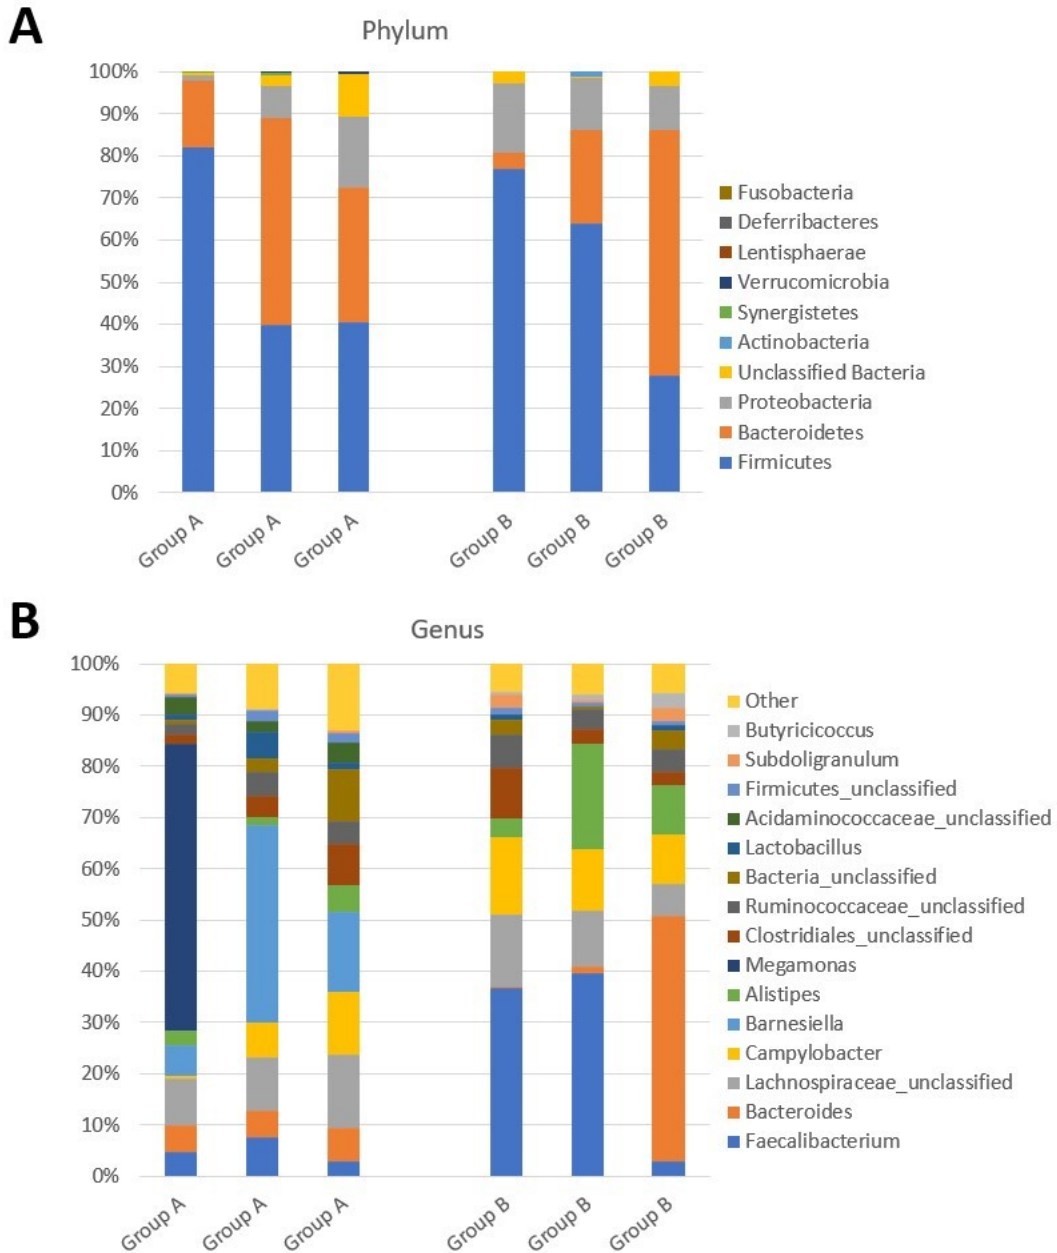 A
Phylum
100%
90%
80%
70%
60%
50%
40%
30%
20%
10%
0%
Group A
Group A
Group A
Group B
Group B
Group B
Fusobacteria
Deferribacteres
Lentisphaerae
Verrucomicrobia
Synergistetes
Actinobacteria
Unclassified Bacteria
Proteobacteria
Bacteroidetes
Firmicutes
B
Genus
100%
90%
80%
70%
60%
50%
40%
30%
20%
10%
0%
Group A
Group A
Group A
Group B
Group B
Group B
Other
Butyricicoccus
Subdoligranulum
Firmicutes_unclassified
Acidaminococcaceae_unclassified
Lactobacillus
Bacteria_unclassified
Ruminococcaceae_unclassified
Clostridiales_unclassified
Megamonas
Alistipes
Barnesiella
Campylobacter
Lachnospiraceae_unclassified
Bacteroides
Faecalibacterium